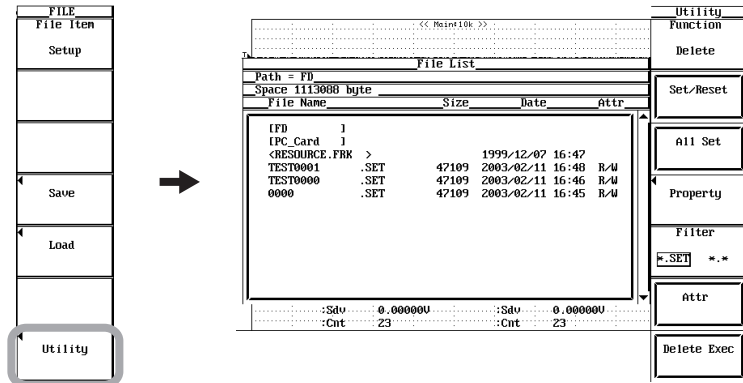 FILE
File Item
Setup
Save
Load
Utility
<< Main:10k >>
File List
Path = FD
Space 1113088 byte
File Name Size Date Attr
[FD ]
[PC_Card ]
<RESOURCE.FRK > 1999/12/07 16:47
TEST0001 .SET 47109 2003/02/11 16:48 R/W
TEST0000 .SET 47109 2003/02/11 16:46 R/W
0000 .SET 47109 2003/02/11 16:45 R/W
:Sdv 0.00000V :Sdv 0.00000V
:Cnt 23 :Cnt 23
Utility
Function
Delete
Set/Reset
All Set
Property
Filter
*.SET *.*
Attr
Delete Exec